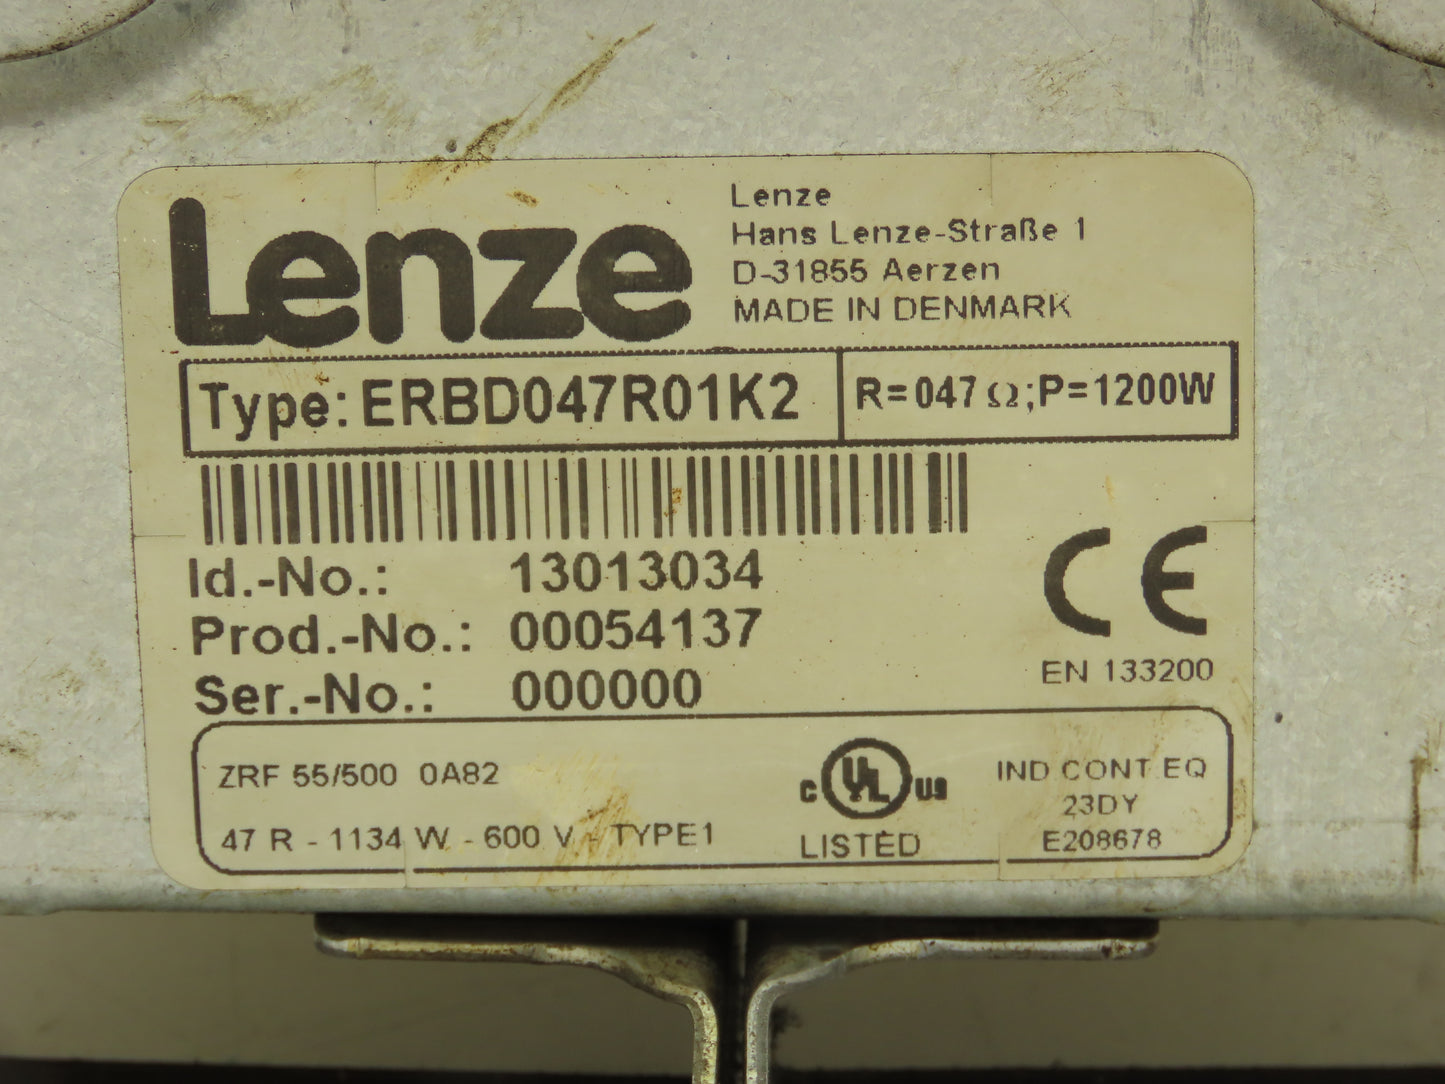 Lenze
Lenze
Hans Lenze-Straße 1
D-31855 Aerzen
MADE IN DENMARK
Type: ERBD047R01K2
R=047 Ω;P=1200W
Id.-No.: 13013034
Prod.-No.: 00054137
Ser.-No.: 000000
CE
EN 133200
ZRF 55/500 0A82
47 R - 1134 W - 600 V - TYPE1
c UL us
LISTED
IND CONT EQ
23DY
E208678